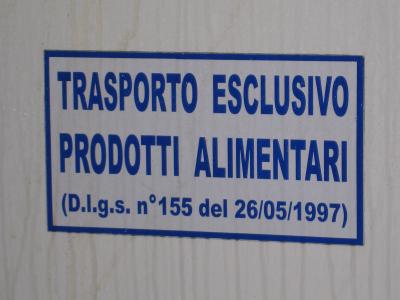 TRASPORTO ESCLUSIVO
PRODOTTI ALIMENTARI
(D.l.g.s. n°155 del 26/05/1997)